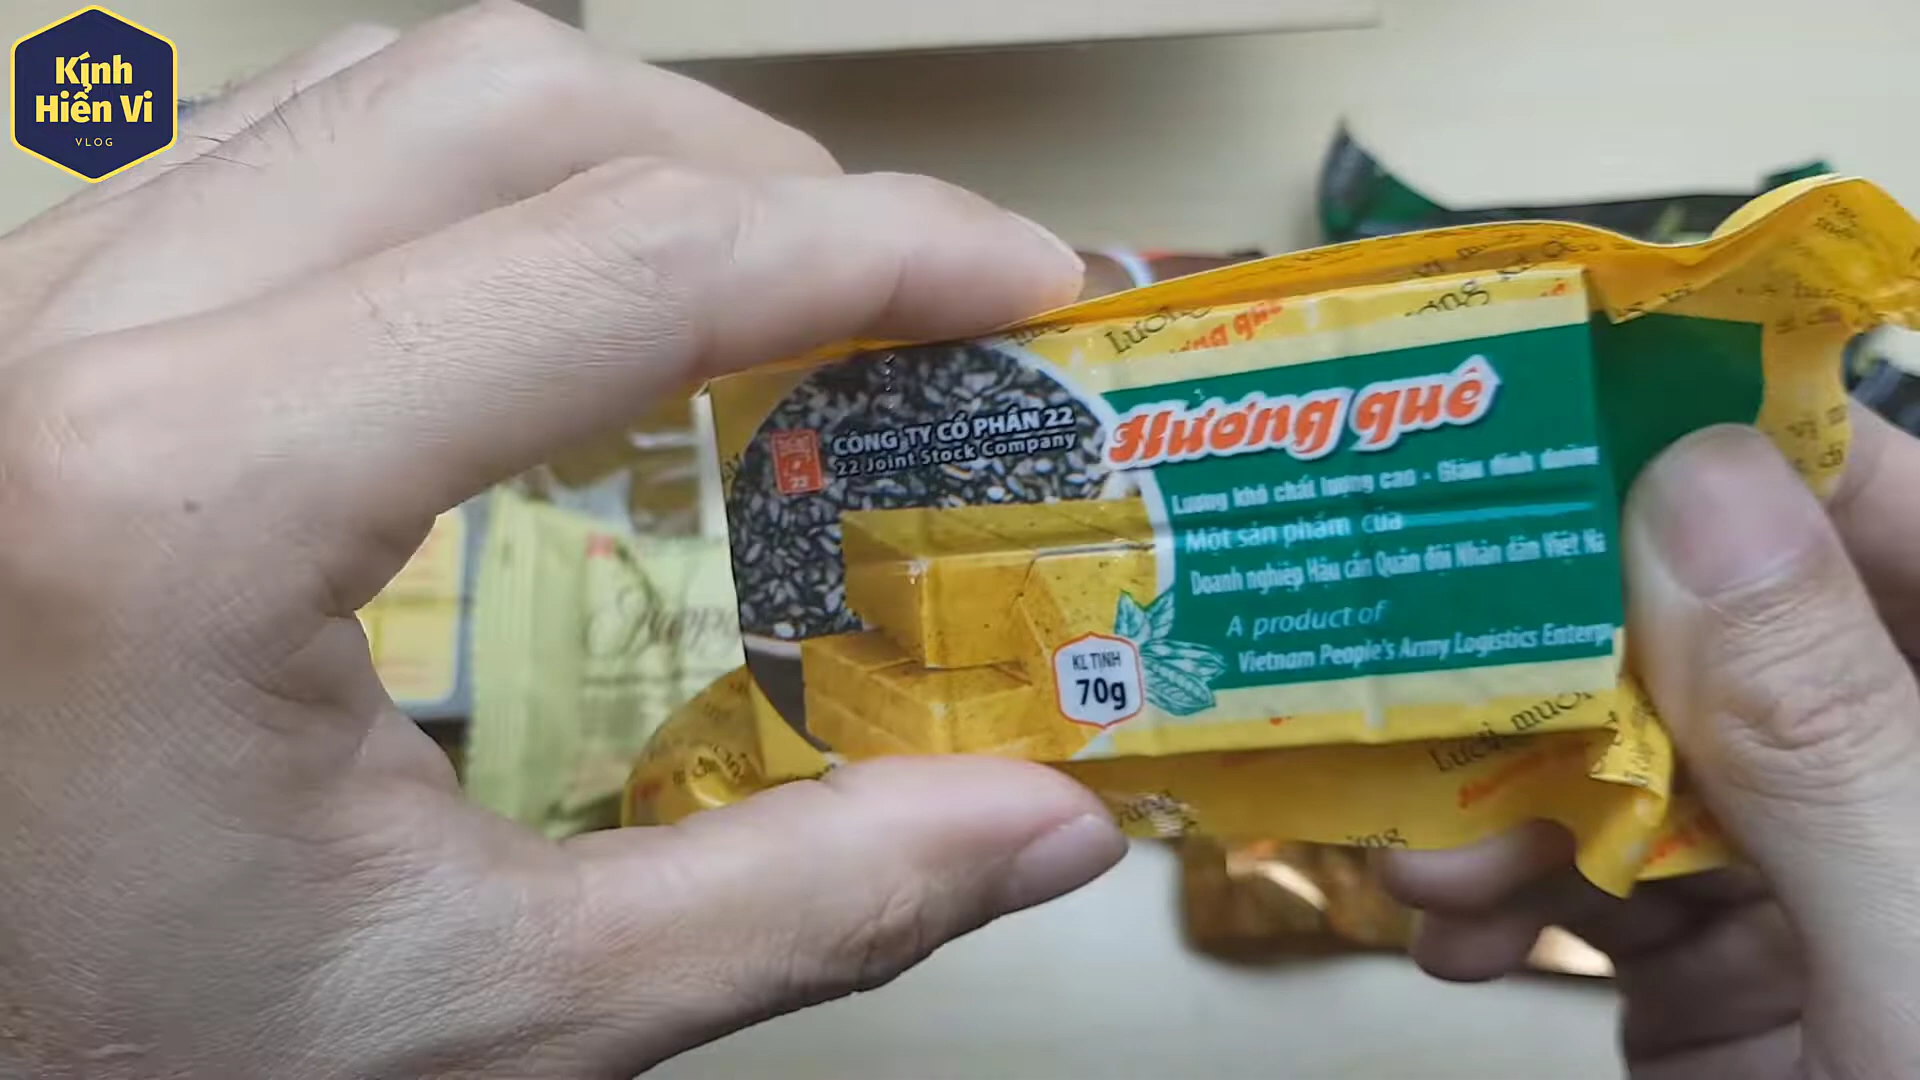 Kính
Hiển Vi
VLOG
CÔNG TY CỔ PHẦN 22
22 Joint Stock Company
22
Hương quê
Lương khô chất lượng cao - Giàu dinh dưỡng
Một sản phẩm của
Doanh nghiệp Hậu cần Quân đội Nhân dân Việt Na
A product of
Vietnam People's Army Logistics Enterp
KL TỊNH
70g
Happy